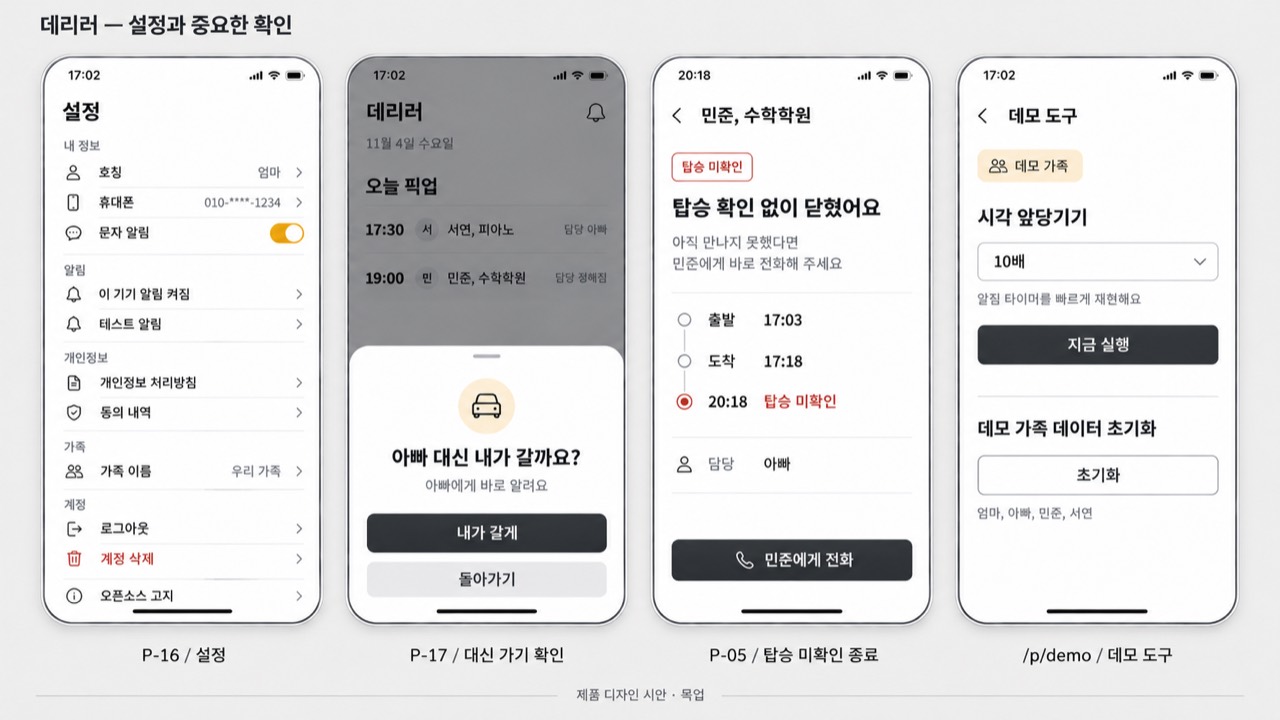 데리러 — 설정과 중요한 확인
17:02
설정
내 정보
호칭 엄마
휴대폰 010-****-1234
문자 알림
알림
이 기기 알림 켜짐
테스트 알림
개인정보
개인정보 처리방침
동의 내역
가족
가족 이름 우리 가족
계정
로그아웃
계정 삭제
오픈소스 고지
P-16 / 설정
17:02
데리러
11월 4일 수요일
오늘 픽업
17:30 서 서연, 피아노 담당 아빠
19:00 민 민준, 수학학원 담당 정해짐
아빠 대신 내가 갈까요?
아빠에게 바로 알려요
내가 갈게
돌아가기
P-17 / 대신 가기 확인
20:18
민준, 수학학원
탑승 미확인
탑승 확인 없이 닫혔어요
아직 만나지 못했다면
민준에게 바로 전화해 주세요
출발 17:03
도착 17:18
20:18 탑승 미확인
담당 아빠
민준에게 전화
P-05 / 탑승 미확인 종료
17:02
데모 도구
데모 가족
시각 앞당기기
10배
알짐 타이머를 빠르게 재현해요
지금 실행
데모 가족 데이터 초기화
초기화
엄마, 아빠, 민준, 서연
/p/demo / 데모 도구
제품 디자인 시안 · 목업